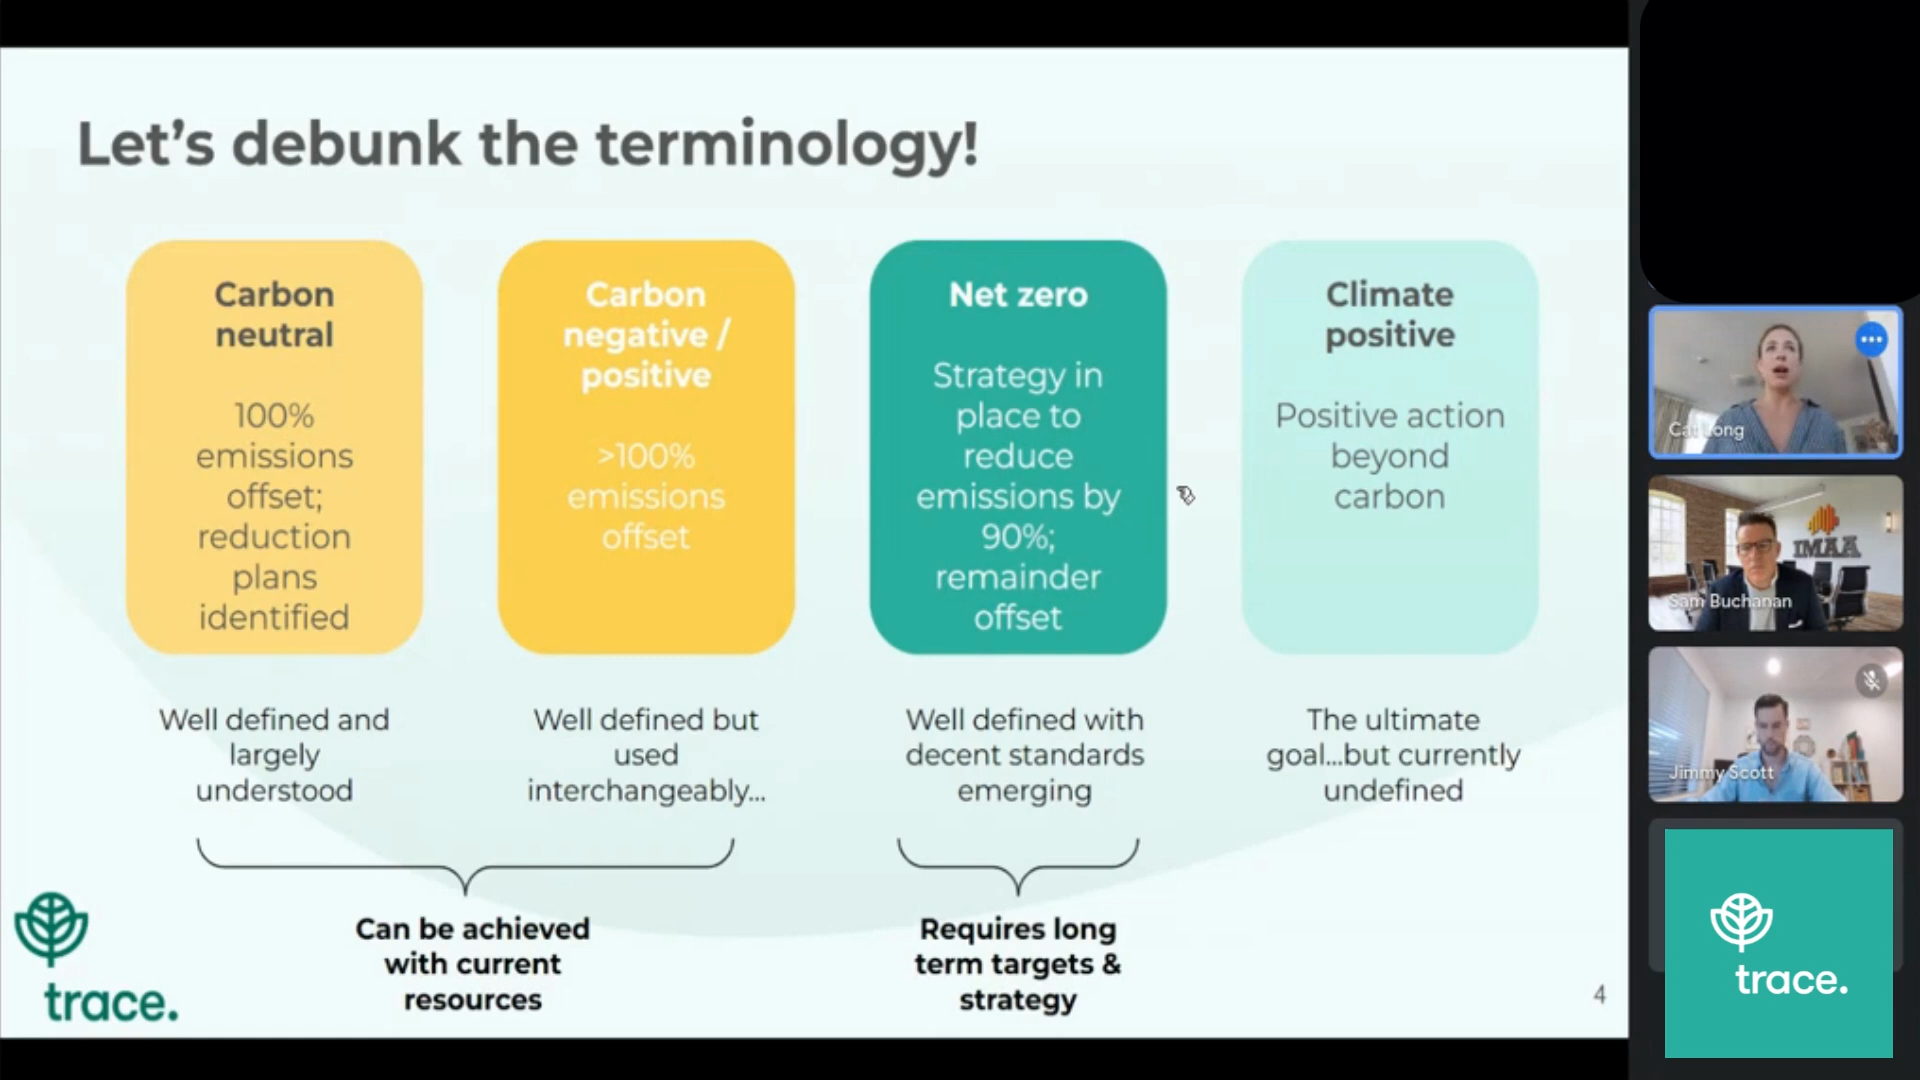 Let's debunk the terminology!
Carbon
neutral
100%
emissions
offset;
reduction
plans
identified
Carbon
negative /
positive
>100%
emissions
offset
Net zero
Strategy in
place to
reduce
emissions by
90%;
remainder
offset
Climate
positive
Positive action
beyond
carbon
Well defined and
largely
understood
Well defined but
used
interchangeably...
Well defined with
decent standards
emerging
The ultimate
goal...but currently
undefined
Can be achieved
with current
resources
Requires long
term targets &
strategy
trace.
4
Cat Long
IMAA
Sam Buchanan
Jimmy Scott
trace.